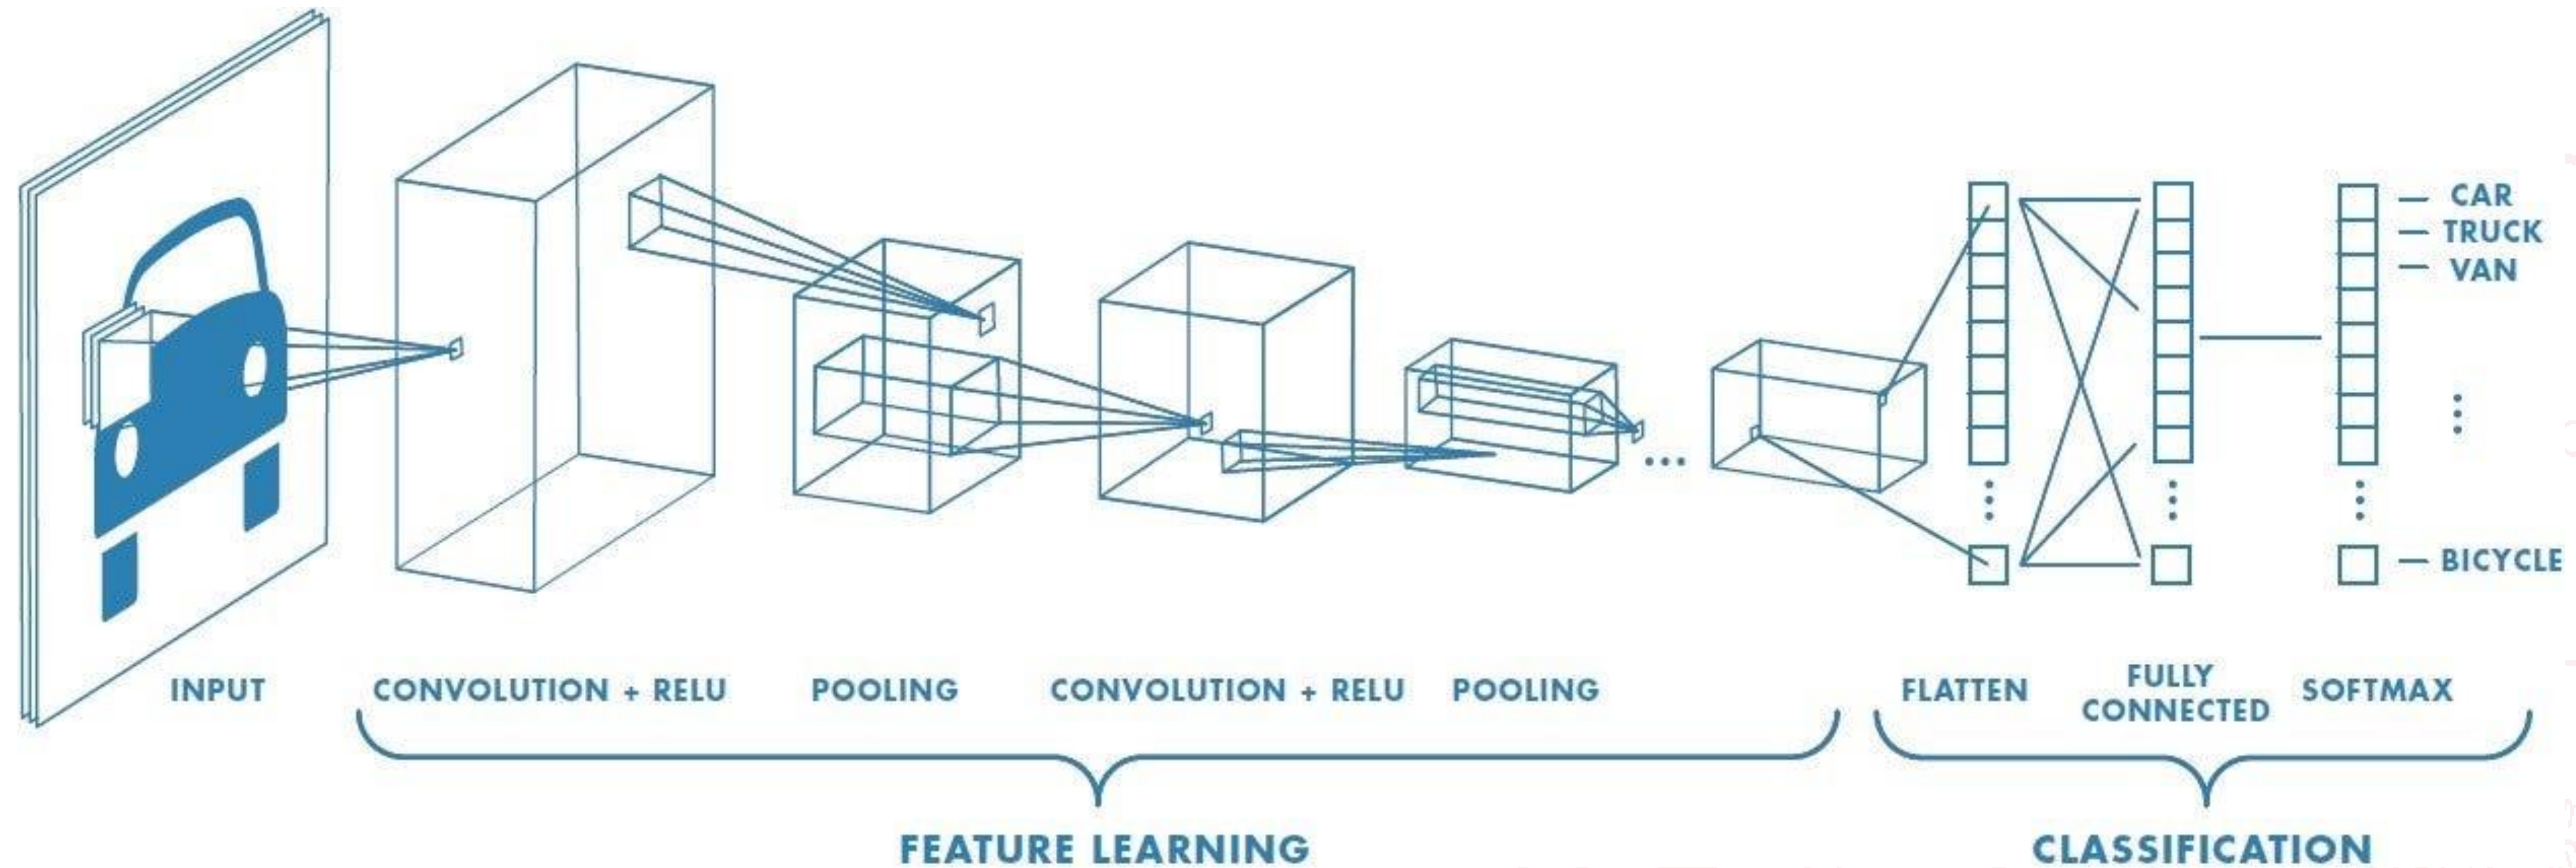 CAR
TRUCK
VAN
BICYCLE
INPUT
CONVOLUTION + RELU
POOLING
CONVOLUTION + RELU
POOLING
FLATTEN
FULLY
CONNECTED
SOFTMAX
FEATURE LEARNING
CLASSIFICATION